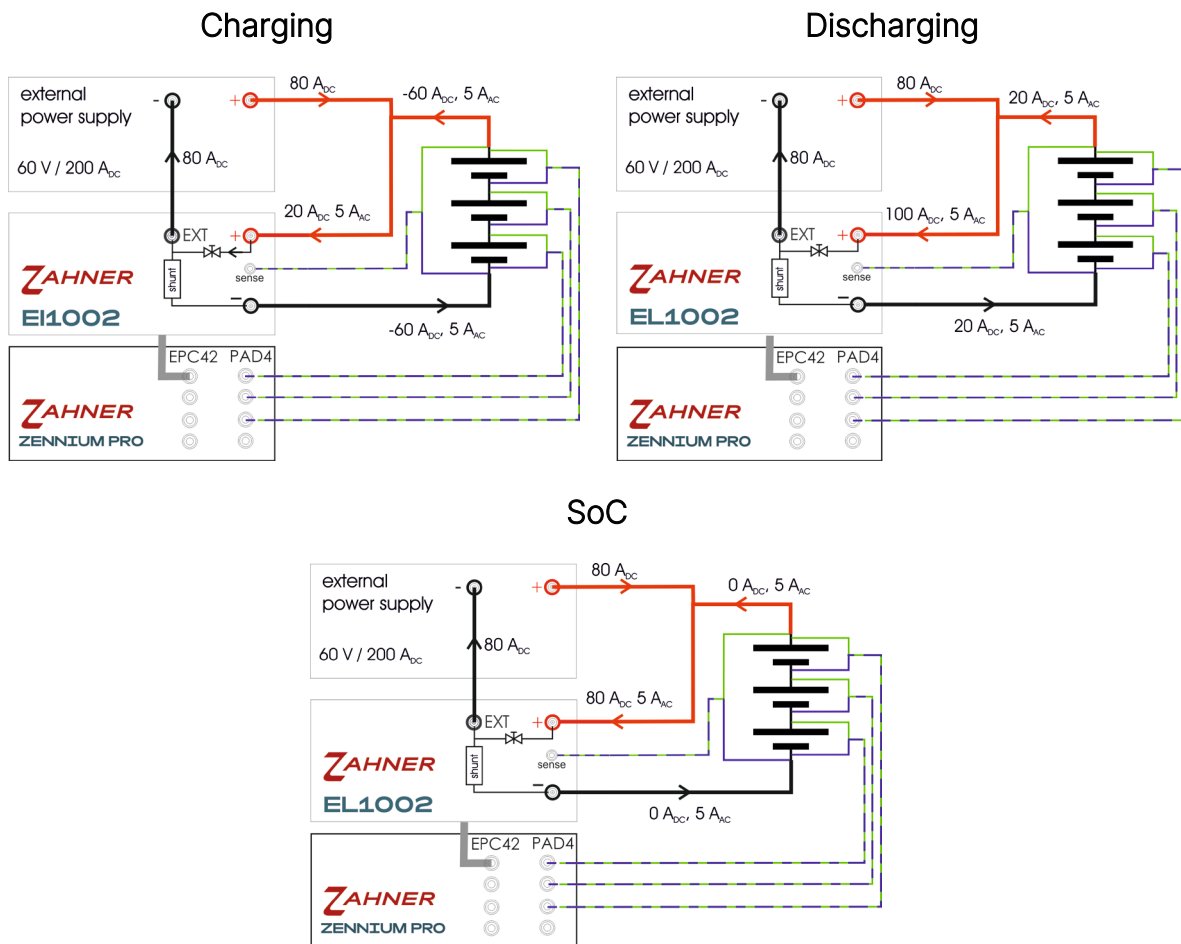 Charging
external
power supply
60 V / 200 ADC
-
+
80 ADC
-60 ADC, 5 AAC
80 ADC
20 ADC 5 AAC
EXT
+
shunt
sense
−
-60 ADC, 5 AAC
ZAHNER
El1002
EPC42 PAD4
ZAHNER
ZENNIUM PRO
Discharging
external
power supply
60 V / 200 ADC
-
+
80 ADC
20 ADC, 5 AAC
80 ADC
100 ADC, 5 AAC
EXT
+
shunt
sense
−
20 ADC, 5 AAC
ZAHNER
EL1002
EPC42 PAD4
ZAHNER
ZENNIUM PRO
SoC
external
power supply
60 V / 200 ADC
-
+
80 ADC
0 ADC, 5 AAC
80 ADC
80 ADC 5 AAC
EXT
+
shunt
sense
−
0 ADC, 5 AAC
ZAHNER
EL1002
EPC42 PAD4
ZAHNER
ZENNIUM PRO